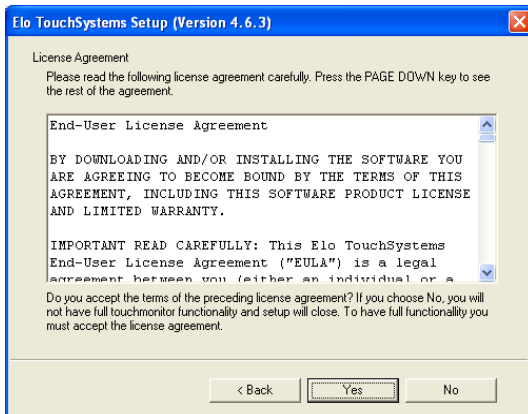 Elo TouchSystems Setup (Version 4.6.3)
License Agreement
Please read the following license agreement carefully. Press the PAGE DOWN key to see
the rest of the agreement.
End-User License Agreement
BY DOWNLOADING AND/OR INSTALLING THE SOFTWARE YOU
ARE AGREEING TO BECOME BOUND BY THE TERMS OF THIS
AGREEMENT, INCLUDING THIS SOFTWARE PRODUCT LICENSE
AND LIMITED WARRANTY.
IMPORTANT READ CAREFULLY: This Elo TouchSystems
End-User License Agreement ("EULA") is a legal
agreement between you (either an individual or a
Do you accept the terms of the preceding license agreement? If you choose No, you will
not have full touchmonitor functionality and setup will close. To have full functionallity you
must accept the license agreement.
< Back
Yes
No